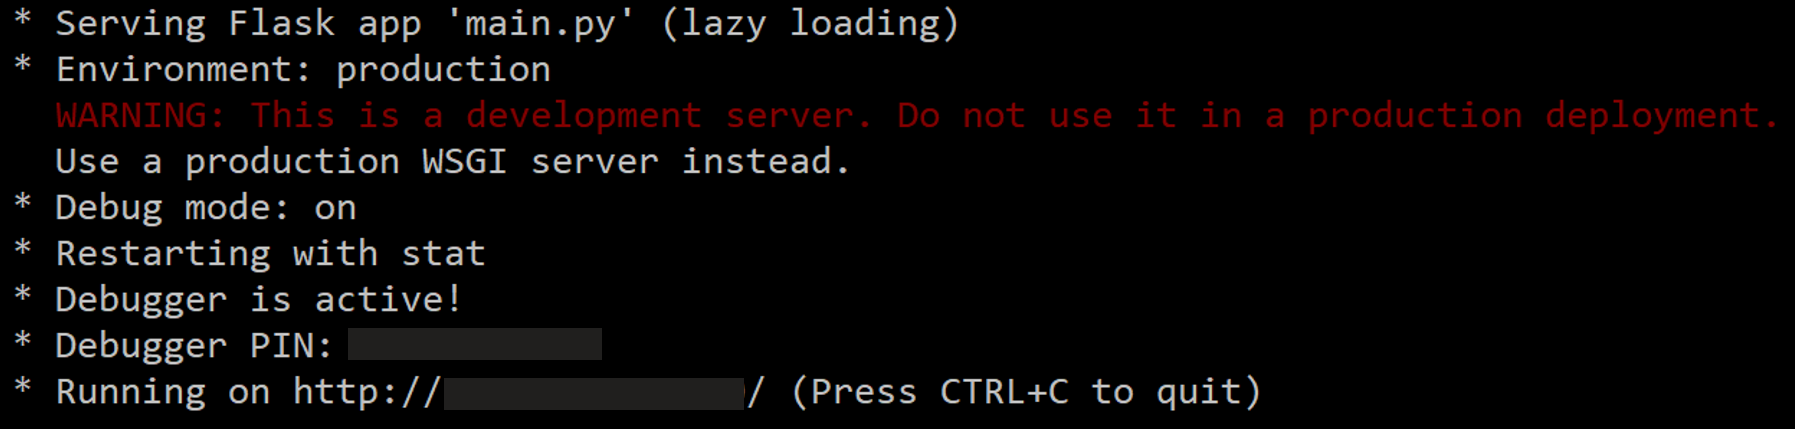 * Serving Flask app 'main.py' (lazy loading)
* Environment: production
WARNING: This is a development server. Do not use it in a production deployment.
Use a production WSGI server instead.
* Debug mode: on
* Restarting with stat
* Debugger is active!
* Debugger PIN:
* Running on http:// / (Press CTRL+C to quit)